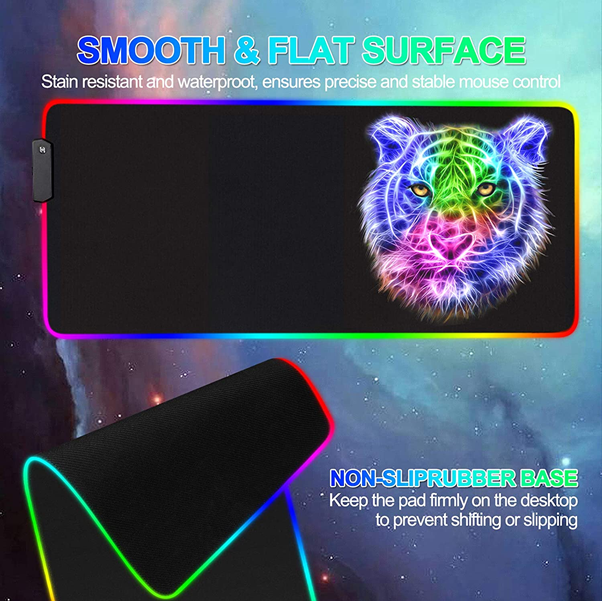 SMOOTH & FLAT SURFACE
Stain resistant and waterproof, ensures precise and stable mouse control
NON-SLIPRUBBER BASE
Keep the pad firmly on the desktop
to prevent shifting or slipping